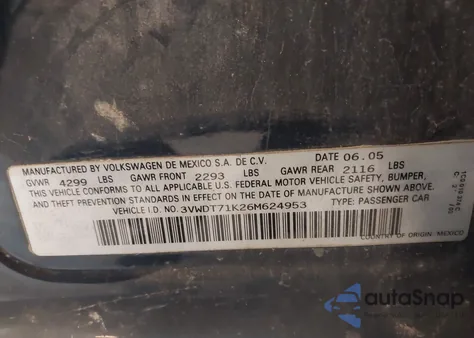 MANUFACTURED BY VOLKSWAGEN DE MEXICO S.A. DE C.V. DATE 06.05
GVWR 4299 LBS GAWR FRONT 2293 LBS GAWR REAR 2116 LBS
THIS VEHICLE CONFORMS TO ALL APPLICABLE U.S. FEDERAL MOTOR VEHICLE SAFETY, BUMPER,
AND THEFT PREVENTION STANDARDS IN EFFECT ON THE DATE OF MANUFACTURE SHOWN ABOVE.
VEHICLE I.D. NO. 3VWDT71K26M624953 TYPE: PASSENGER CAR
COUNTRY OF ORIGIN: MEXICO
autoSnap